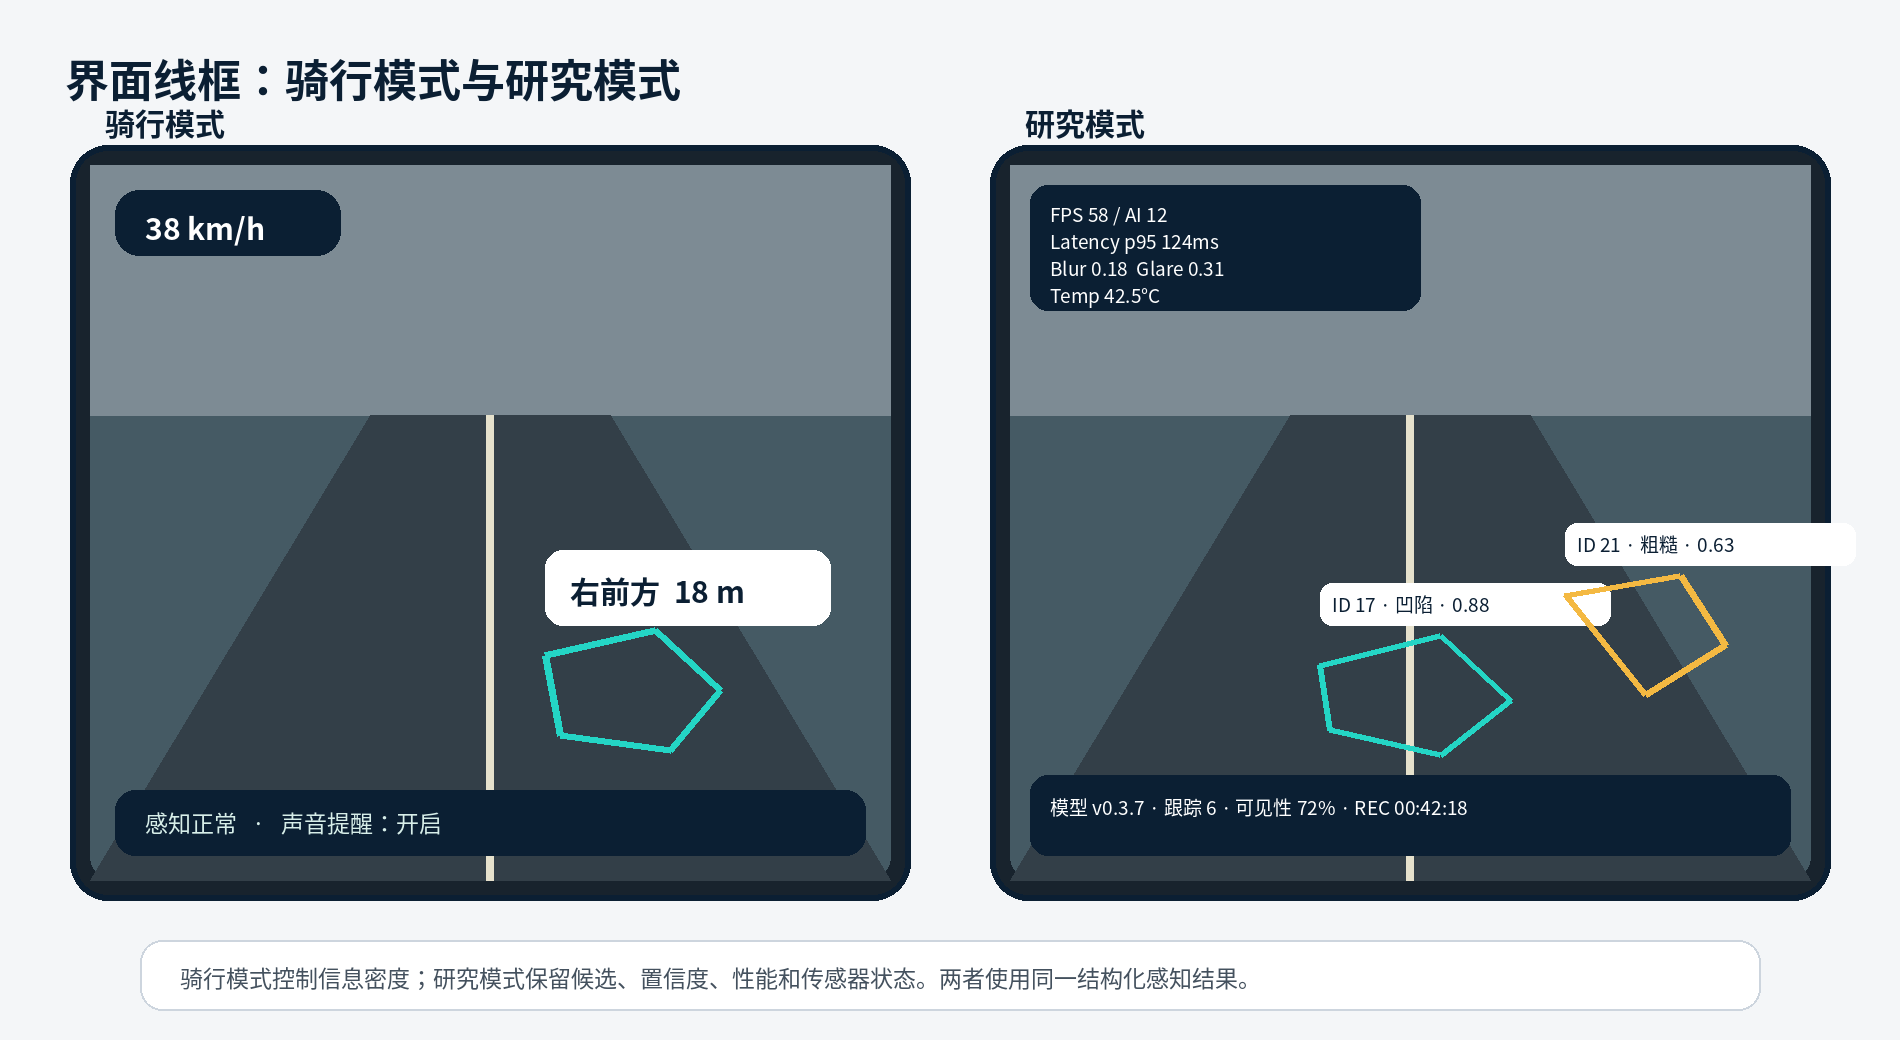 界面线框：骑行模式与研究模式
骑行模式
38 km/h
右前方 18 m
感知正常 · 声音提醒：开启
研究模式
FPS 58 / AI 12
Latency p95 124ms
Blur 0.18 Glare 0.31
Temp 42.5°C
ID 21 · 粗糙 · 0.63
ID 17 · 凹陷 · 0.88
模型 v0.3.7 · 跟踪 6 · 可见性 72% · REC 00:42:18
骑行模式控制信息密度；研究模式保留候选、置信度、性能和传感器状态。两者使用同一结构化感知结果。